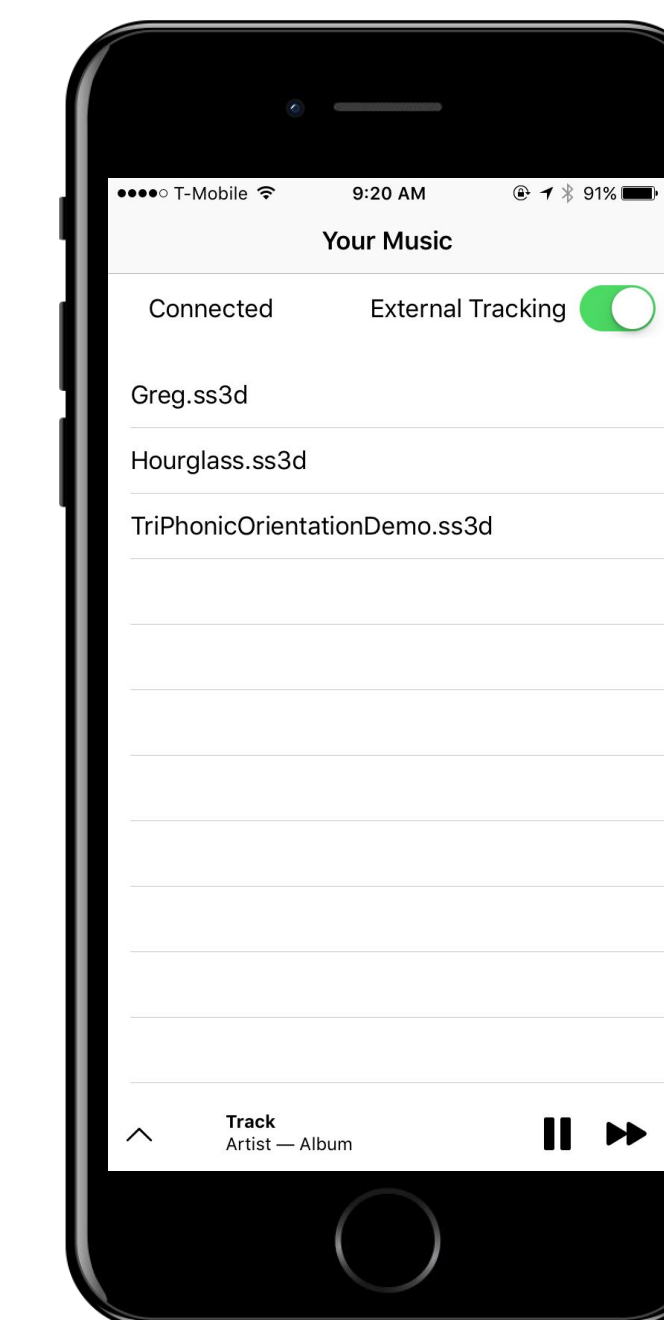 T-Mobile 9:20 AM 91%
Your Music
Connected External Tracking
Greg.ss3d
Hourglass.ss3d
TriPhonicOrientationDemo.ss3d
Track
Artist — Album